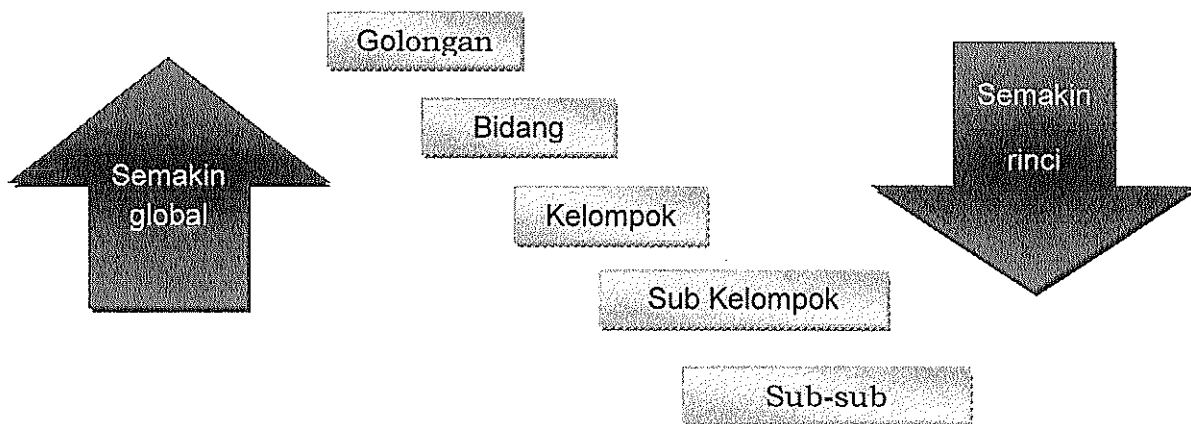 Golongan
Semakin
rinci
Bidang
Semakin
global
Kelompok
Sub Kelompok
Sub-sub